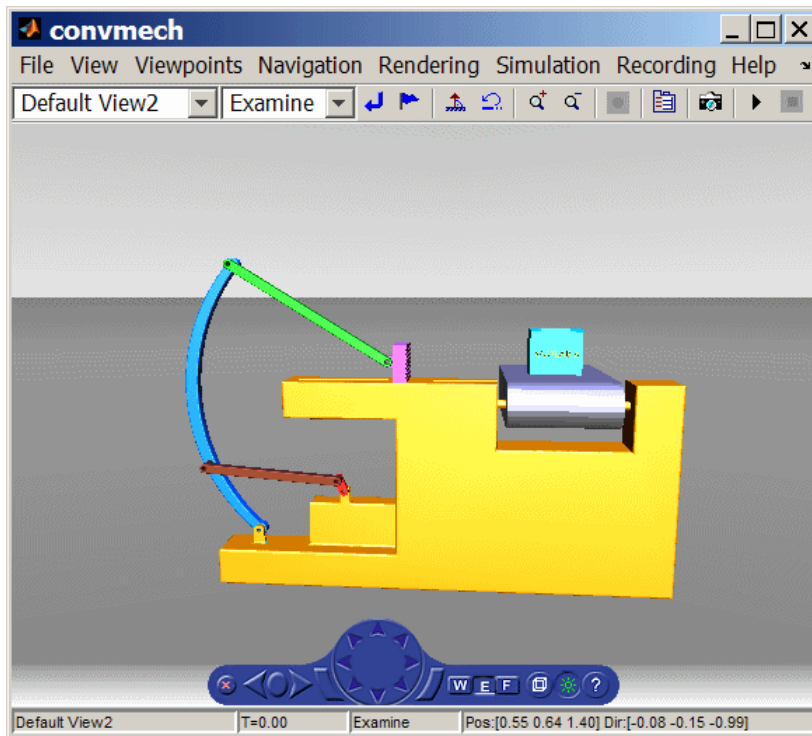 convmech
File View Viewpoints Navigation Rendering Simulation Recording Help
Default View2 Examine
W E F ?
Default View2 T=0.00 Examine Pos:[0.55 0.64 1.40] Dir:[-0.08 -0.15 -0.99]